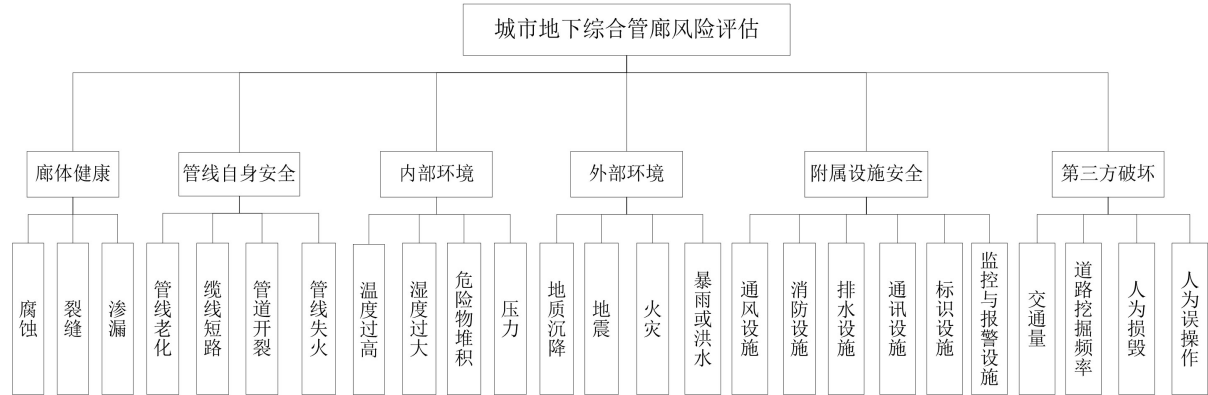 城市地下综合管廊风险评估
廊体健康
管线自身安全
内部环境
外部环境
附属设施安全
第三方破坏
腐蚀
裂缝
渗漏
管线老化
缆线短路
管道开裂
管线失火
温度过高
湿度过大
危险物堆积
压力
地质沉降
地震
火灾
暴雨或洪水
通风设施
消防设施
排水设施
通讯设施
标识设施
监控与报警设施
交通量
道路挖掘频率
人为损毁
人为误操作